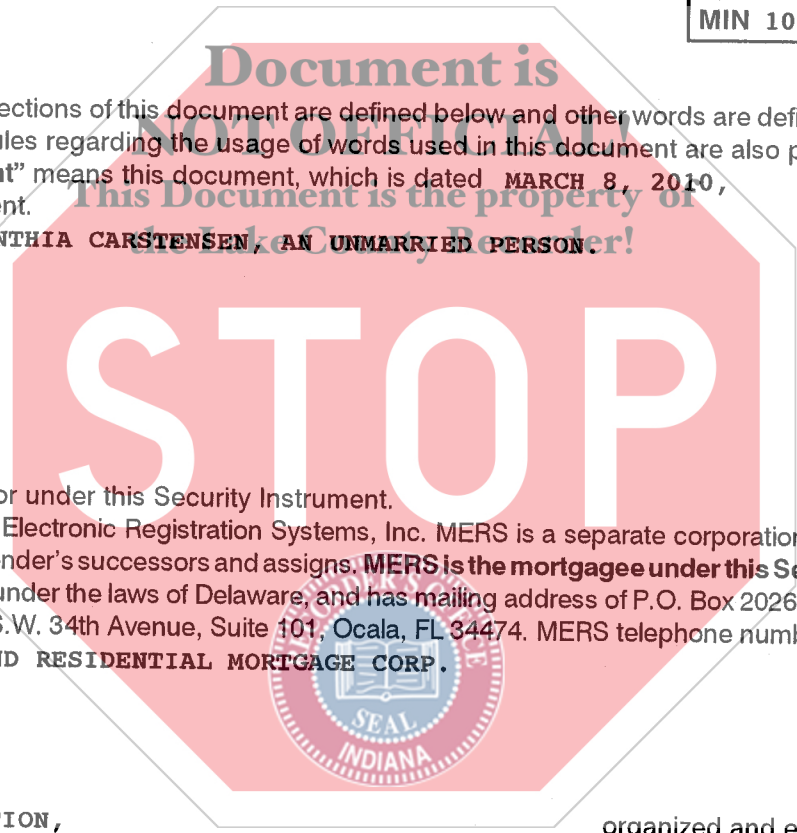 MIN 10
Document is
ections of this document are defined below and other words are defi
NOT OFFICIAL!
ules regarding the usage of words used in this document are also p
nt” means this document, which is dated MARCH 8, 2010,
This Document is the property of
ent.
NTHIA CARSTENSEN, AN UNMARRIED PERSON.
the Lake County Recorder!
STOP
or under this Security Instrument.
Electronic Registration Systems, Inc. MERS is a separate corporation
nder's successors and assigns. MERS is the mortgagee under this Se
under the laws of Delaware, and has mailing address of P.O. Box 2026
S.W. 34th Avenue, Suite 101, Ocala, FL 34474. MERS telephone numb
ND RESIDENTIAL MORTGAGE CORP.
RECORDER'S OFFICE
SEAL
INDIANA
TION,
organized and e